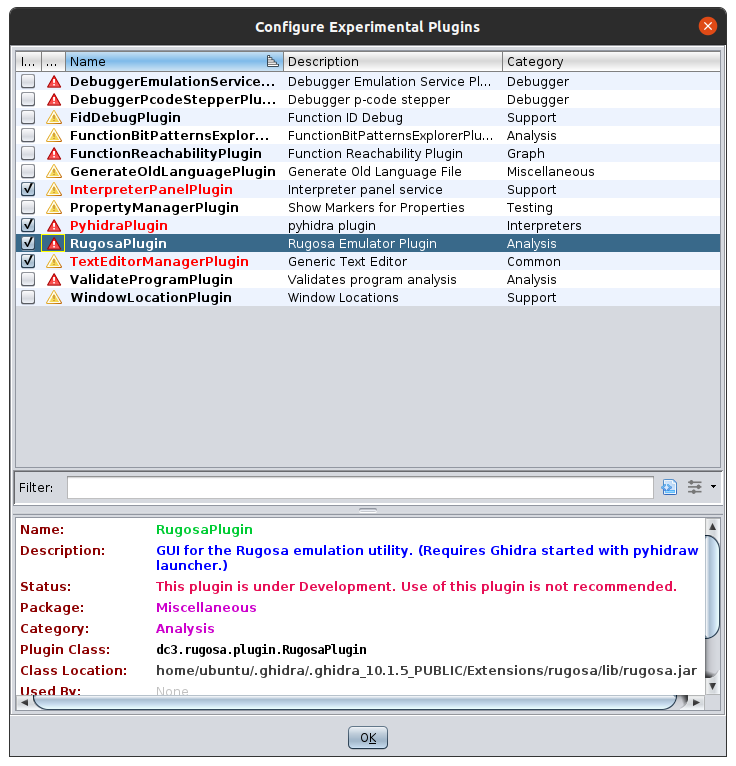 Configure Experimental Plugins
I... ... Name Description Category
DebuggerEmulationService... Debugger Emulation Service Pl... Debugger
DebuggerPcodeStepperPlu... Debugger p-code stepper Debugger
FidDebugPlugin Function ID Debug Support
FunctionBitPatternsExplor... FunctionBitPatternsExplorerPlu... Analysis
FunctionReachabilityPlugin Function Reachability Plugin Graph
GenerateOldLanguagePlugin Generate Old Language File Miscellaneous
InterpreterPanelPlugin Interpreter panel service Support
PropertyManagerPlugin Show Markers for Properties Testing
PyhidraPlugin pyhidra plugin Interpreters
RugosaPlugin Rugosa Emulator Plugin Analysis
TextEditorManagerPlugin Generic Text Editor Common
ValidateProgramPlugin Validates program analysis Analysis
WindowLocationPlugin Window Locations Support
Filter:
Name: RugosaPlugin
Description: GUI for the Rugosa emulation utility. (Requires Ghidra started with pyhidraw
launcher.)
Status: This plugin is under Development. Use of this plugin is not recommended.
Package: Miscellaneous
Category: Analysis
Plugin Class: dc3.rugosa.plugin.RugosaPlugin
Class Location: home/ubuntu/.ghidra/.ghidra_10.1.5_PUBLIC/Extensions/rugosa/lib/rugosa.jar
Used By: None
OK